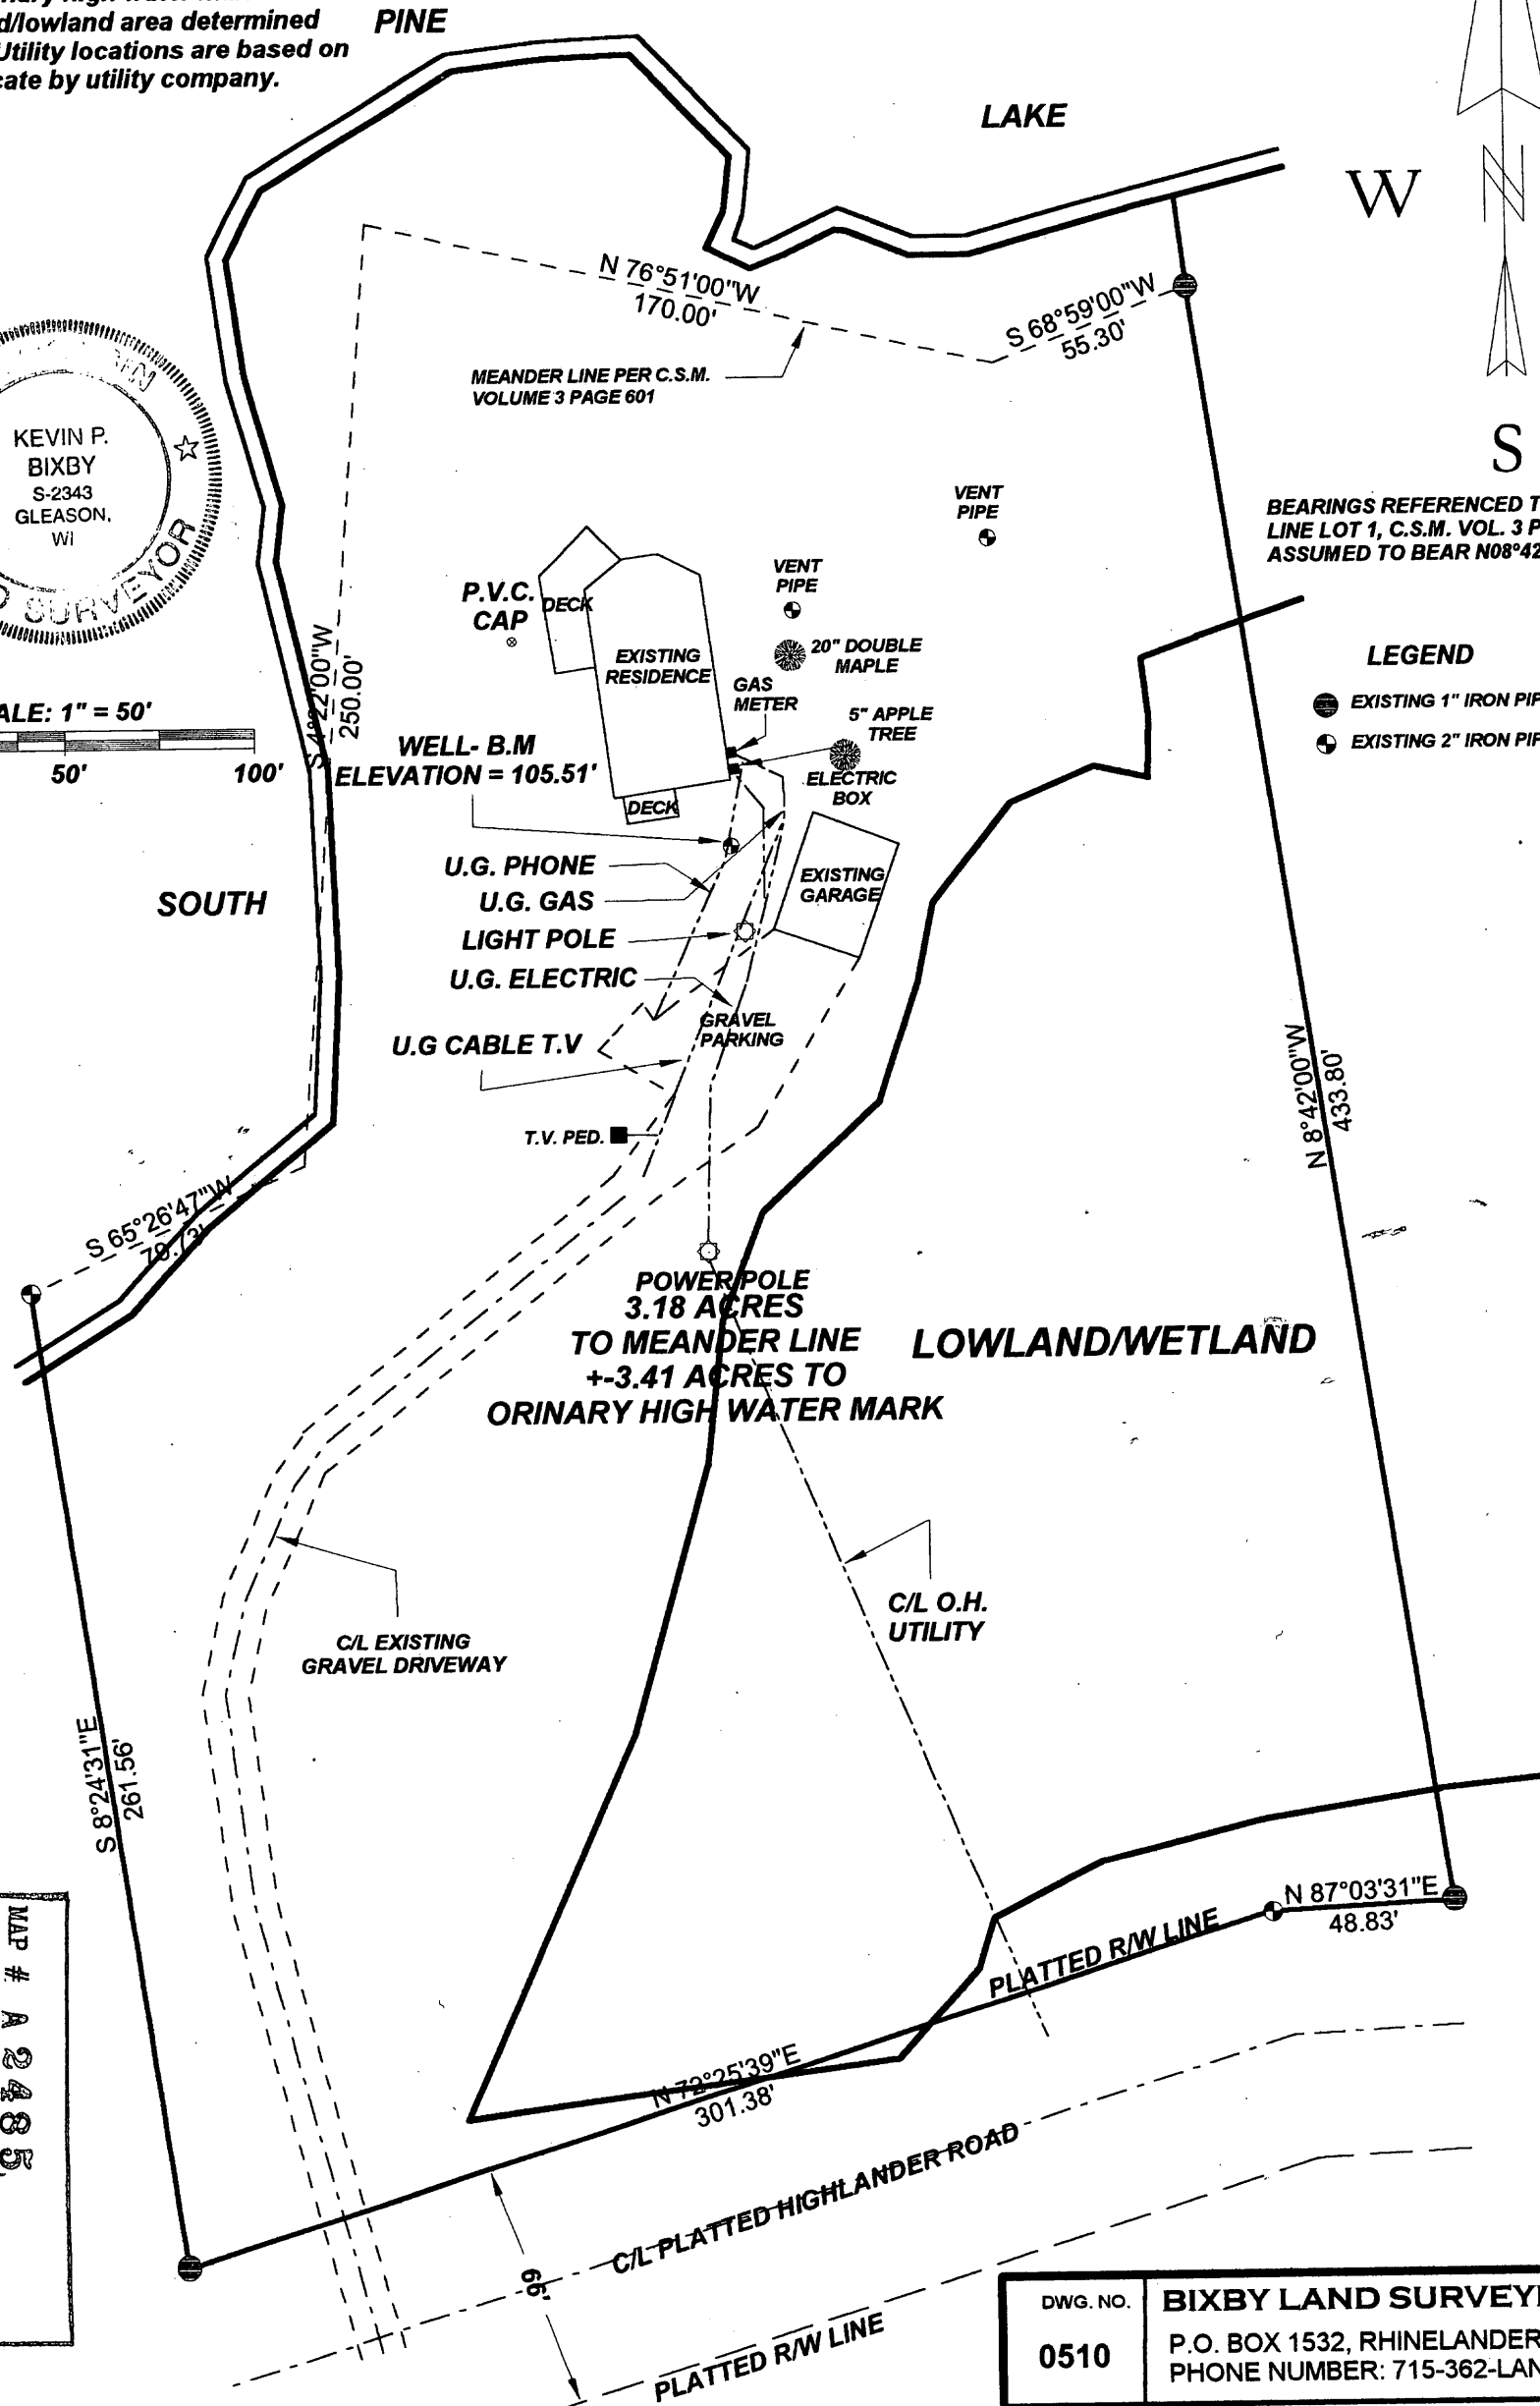 d/lowland area determined
Utility locations are based on
cate by utility company.
PINE
LAKE
W
N
S
N 76°51'00"W
170.00'
S 68°59'00"W
55.30'
MEANDER LINE PER C.S.M.
VOLUME 3 PAGE 601
KEVIN P.
BIXBY
S-2343
GLEASON,
WI
SURVEYOR
VENT
PIPE
BEARINGS REFERENCED T
LINE LOT 1, C.S.M. VOL. 3 P
ASSUMED TO BEAR N08°42
VENT
PIPE
P.V.C.
CAP
DECK
EXISTING
RESIDENCE
20" DOUBLE
MAPLE
LEGEND
EXISTING 1" IRON PIP
EXISTING 2" IRON PIP
GAS
METER
5" APPLE
TREE
S 4°22'00"W
250.00'
ALE: 1" = 50'
50'
100'
WELL- B.M
ELEVATION = 105.51'
ELECTRIC
BOX
DECK
U.G. PHONE
U.G. GAS
EXISTING
GARAGE
SOUTH
LIGHT POLE
U.G. ELECTRIC
GRAVEL
PARKING
U.G CABLE T.V
T.V. PED.
N 8°42'00"W
433.80'
S 65°26'47"W
70.73'
POWER POLE
3.18 ACRES
TO MEANDER LINE
+-3.41 ACRES TO
ORINARY HIGH WATER MARK
LOWLAND/WETLAND
C/L O.H.
UTILITY
C/L EXISTING
GRAVEL DRIVEWAY
S 8°24'31"E
261.56'
MAP # A 2485
N 87°03'31"E
48.83'
PLATTED R/W LINE
N 72°25'39"E
301.38'
C/L PLATTED HIGHLANDER ROAD
66'
PLATTED R/W LINE
DWG. NO.
0510
BIXBY LAND SURVEYI
P.O. BOX 1532, RHINELANDER
PHONE NUMBER: 715-362-LAN